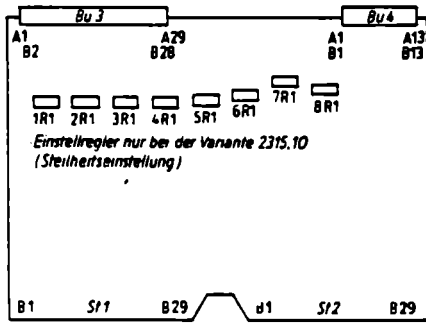 Bu 3 Bu 4
A1 A29 A1 A13
B2 B28 B1 B13
1R1 2R1 3R1 4R1 5R1 6R1 7R1 8R1
Einstellregler nur bei der Variante 2315.10
(Steilheitseinstellung)
B1 St1 B29 B1 St2 B29